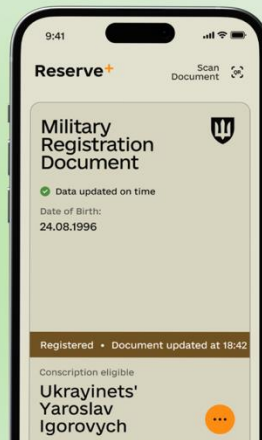 9:41
Reserve+
Scan
Document
QR
Military
Registration
Document
Data updated on time
Date of Birth:
24.08.1996
Registered • Document updated at 18:42
Conscription eligible
Ukrayinets'
Yaroslav
Igorovych